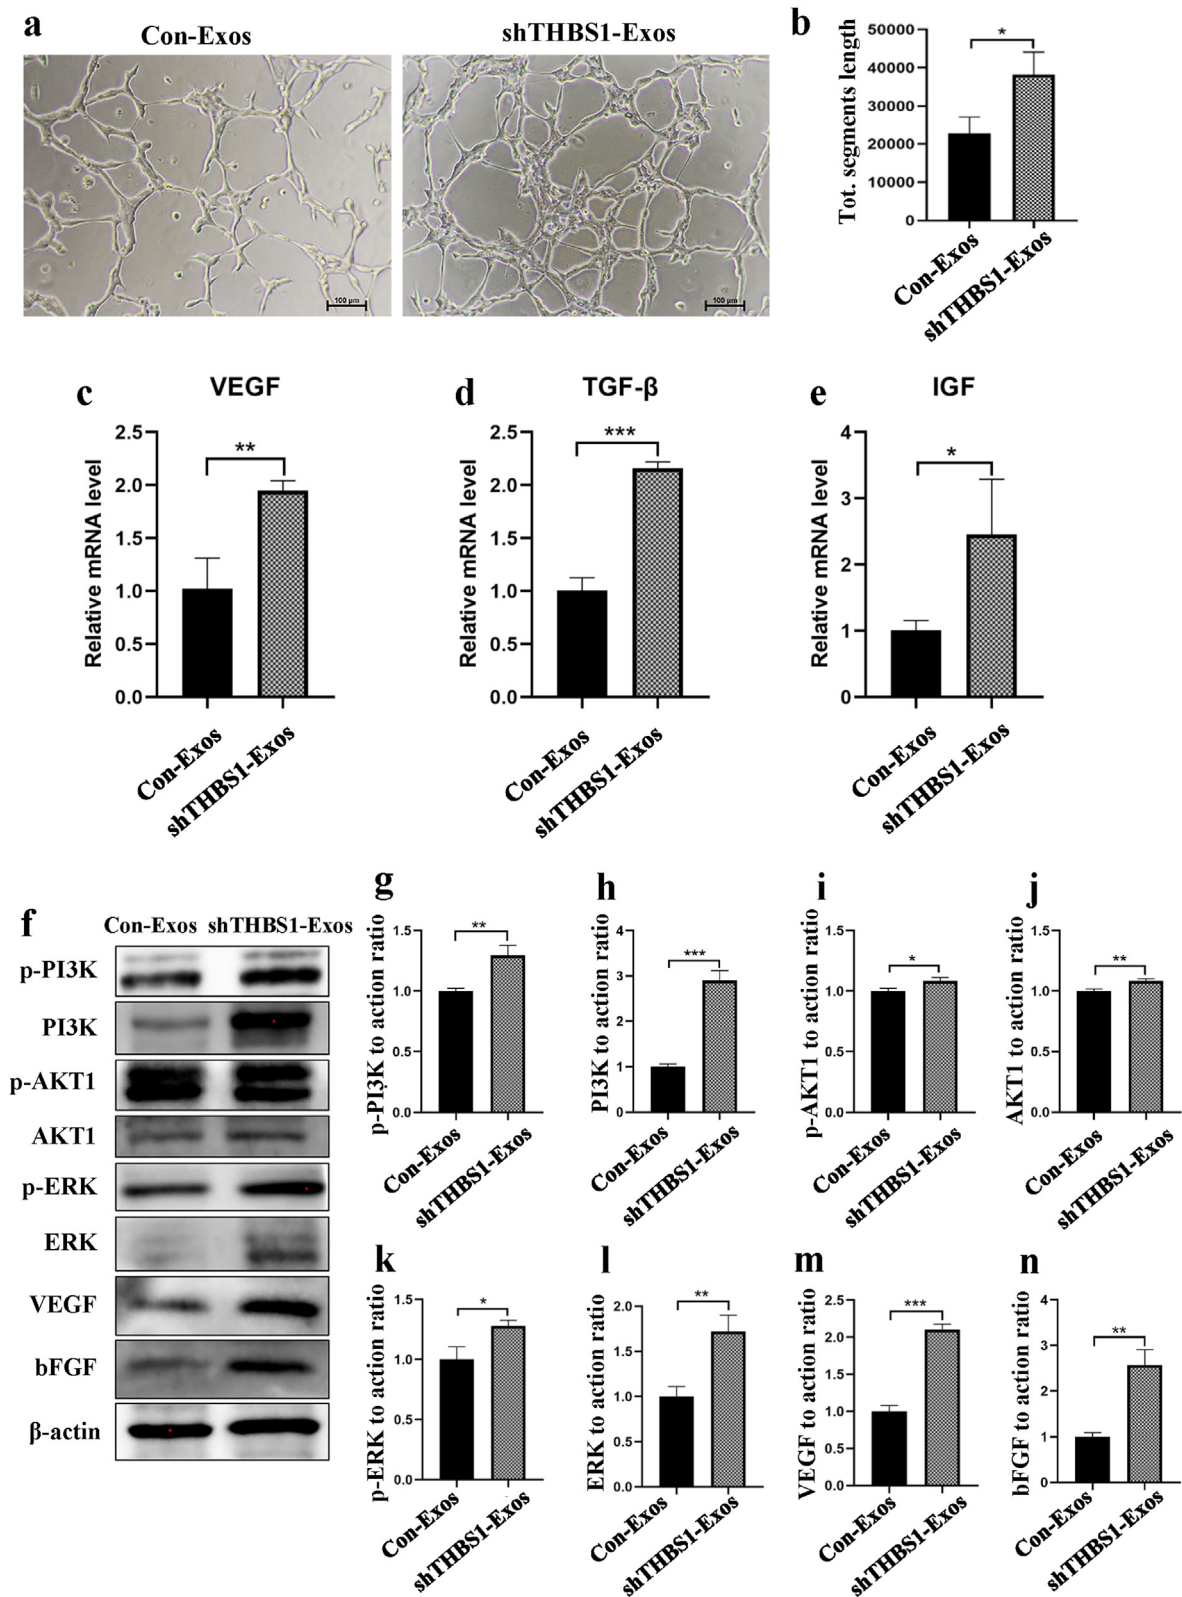 a
Con-Exos
shTHBS1-Exos
100 μm
100 μm
b
Tot. segments length
50000
40000
30000
20000
10000
0
*
Con-Exos
shTHBS1-Exos
c
VEGF
Relative mRNA level
2.5
2.0
1.5
1.0
0.5
0.0
**
Con-Exos
shTHBS1-Exos
d
TGF-β
Relative mRNA level
2.5
2.0
1.5
1.0
0.5
0.0
***
Con-Exos
shTHBS1-Exos
e
IGF
Relative mRNA level
4
3
2
1
0
*
Con-Exos
shTHBS1-Exos
f
Con-Exos shTHBS1-Exos
p-PI3K
PI3K
p-AKT1
AKT1
p-ERK
ERK
VEGF
bFGF
β-actin
g
p-PI3K to action ratio
1.5
1.0
0.5
0.0
**
Con-Exos
shTHBS1-Exos
h
PI3K to action ratio
4
3
2
1
0
***
Con-Exos
shTHBS1-Exos
i
p-AKT1 to action ratio
1.5
1.0
0.5
0.0
*
Con-Exos
shTHBS1-Exos
j
AKT1 to action ratio
1.5
1.0
0.5
0.0
**
Con-Exos
shTHBS1-Exos
k
p-ERK to action ratio
1.5
1.0
0.5
0.0
*
Con-Exos
shTHBS1-Exos
l
ERK to action ratio
2.0
1.5
1.0
0.5
0.0
**
Con-Exos
shTHBS1-Exos
m
VEGF to action ratio
2.5
2.0
1.5
1.0
0.5
0.0
***
Con-Exos
shTHBS1-Exos
n
bFGF to action ratio
4
3
2
1
0
**
Con-Exos
shTHBS1-Exos